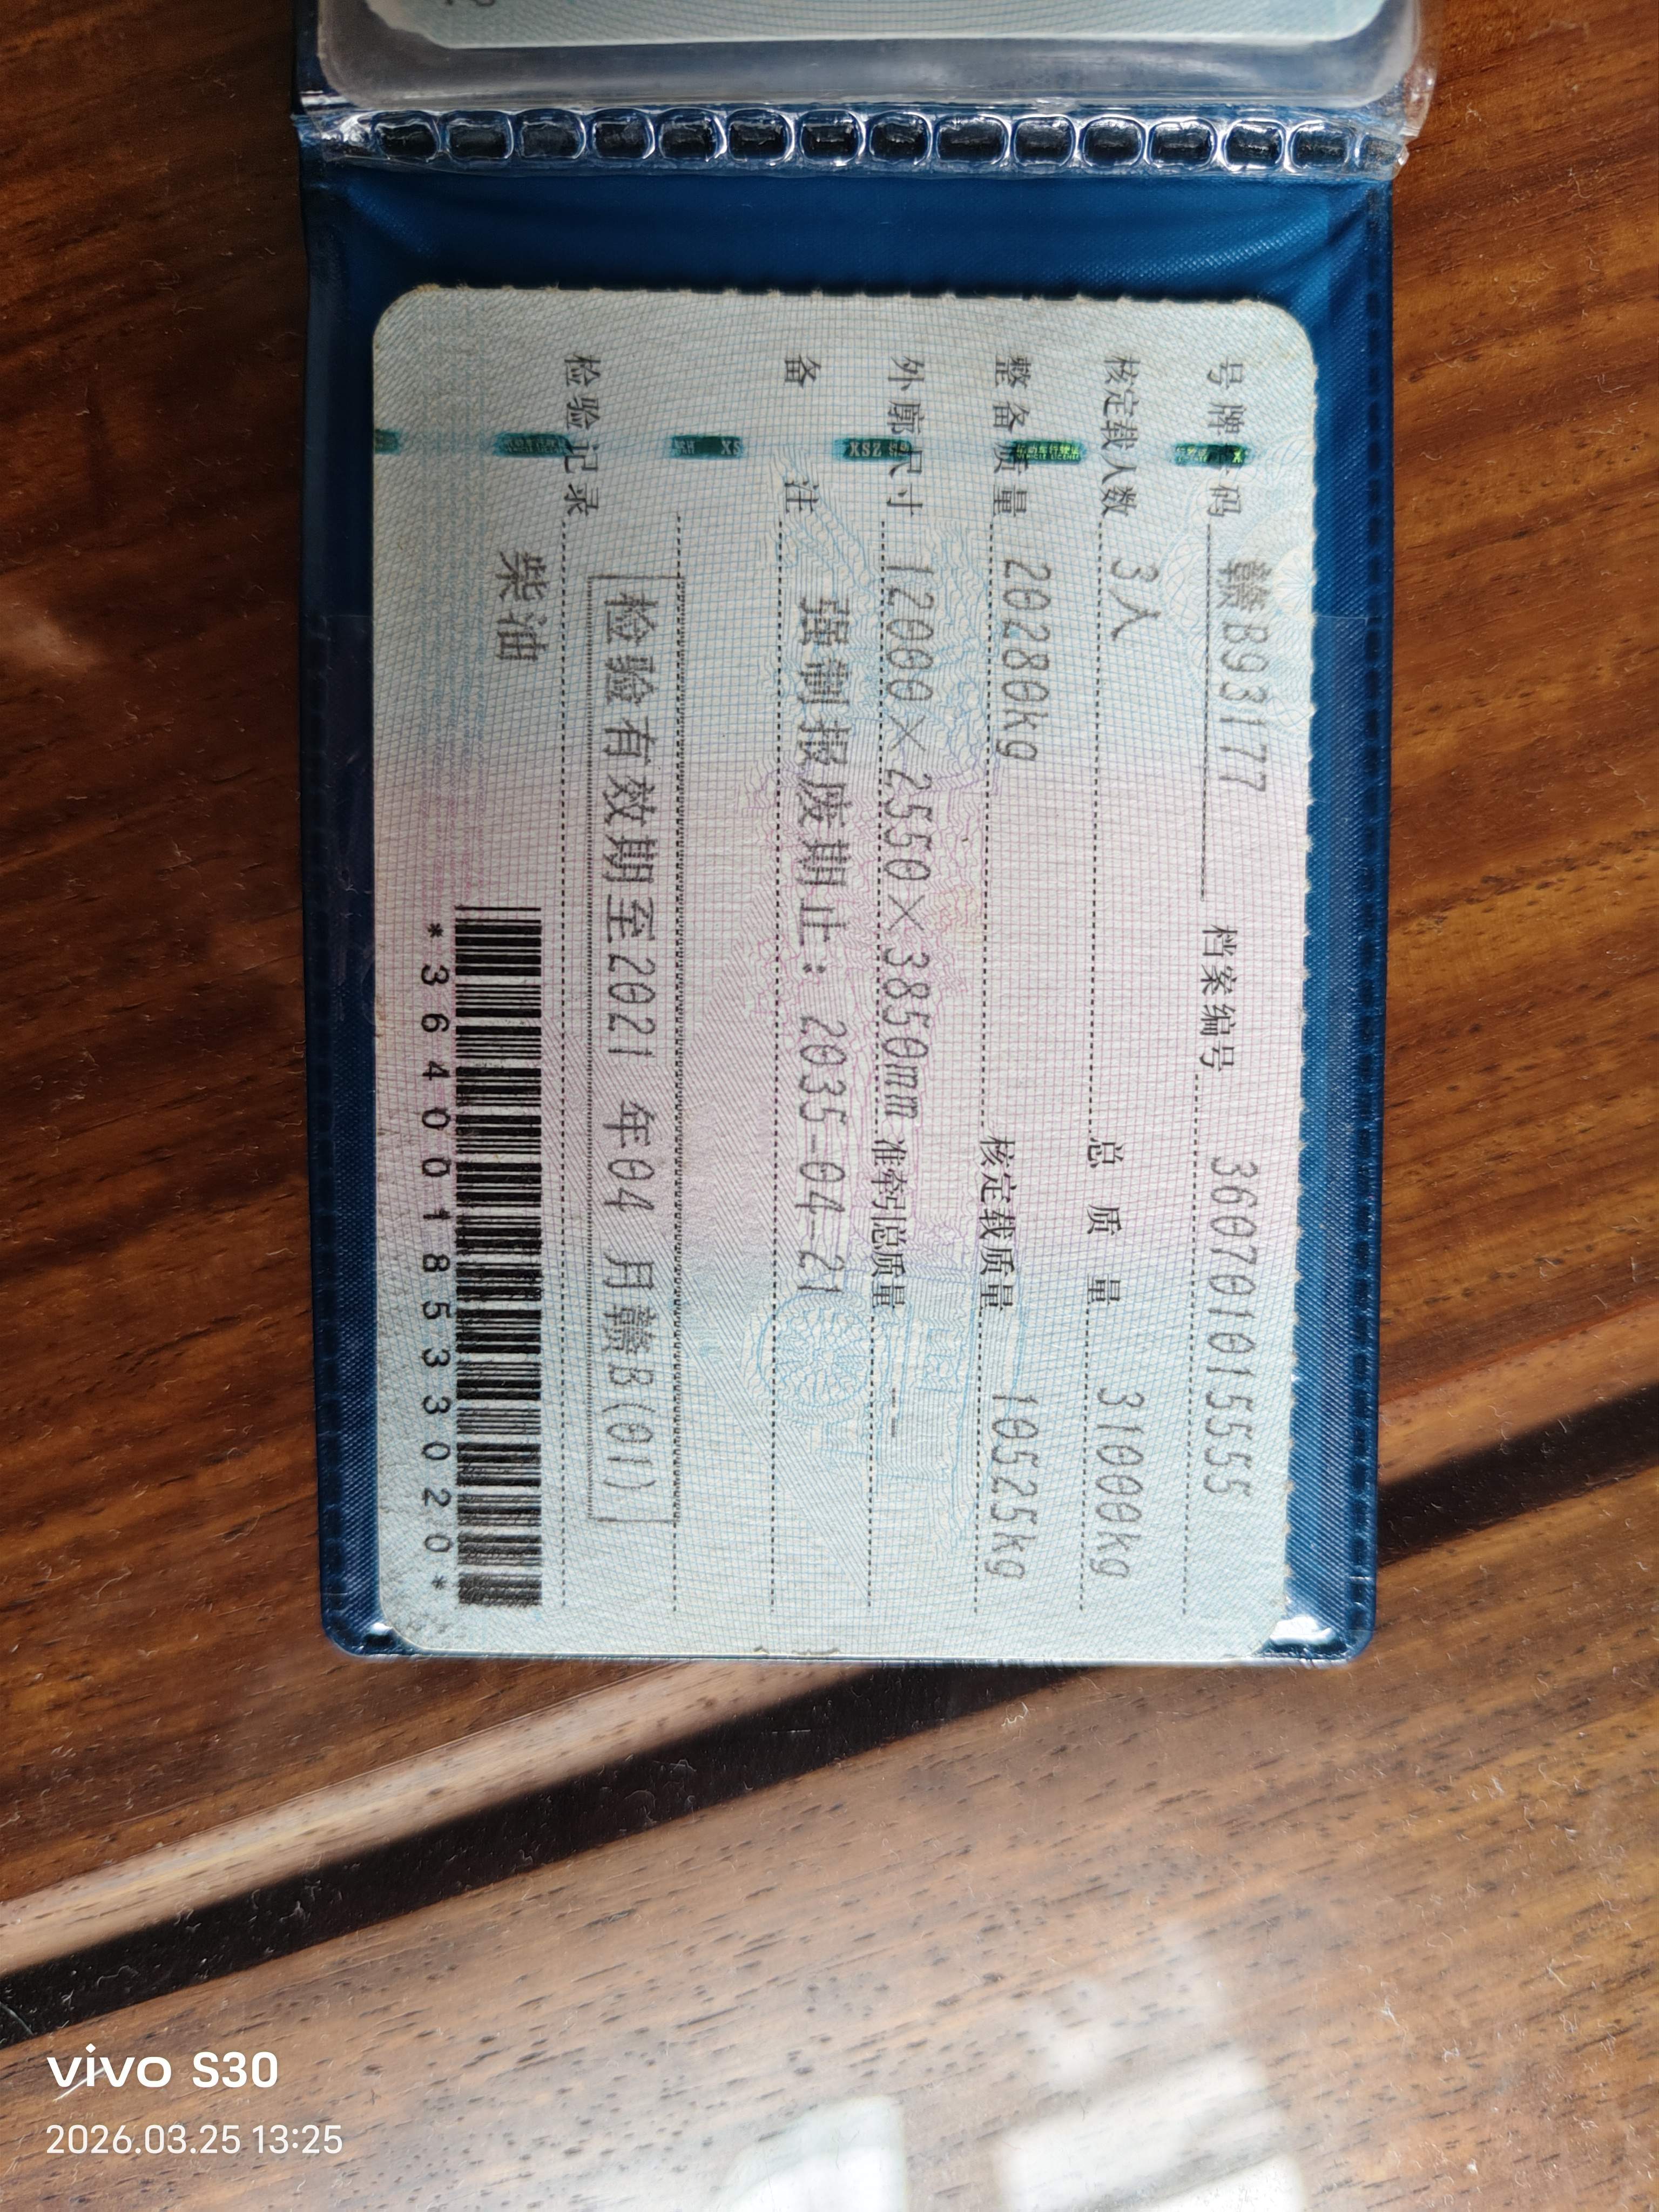 号牌号码 赣B93177 档案编号 360701015555
核定载人数 3人 总质量 31000kg
整备质量 20280kg 核定载质量 10525kg
外廓尺寸 12000×2550×3850mm 准牵引总质量 --
备注 强制报废期止：2035-04-21
检验有效期至2021年04月赣B(01)
检验记录
柴油
*3640018533020*
vivo S30
2026.03.25 13:25